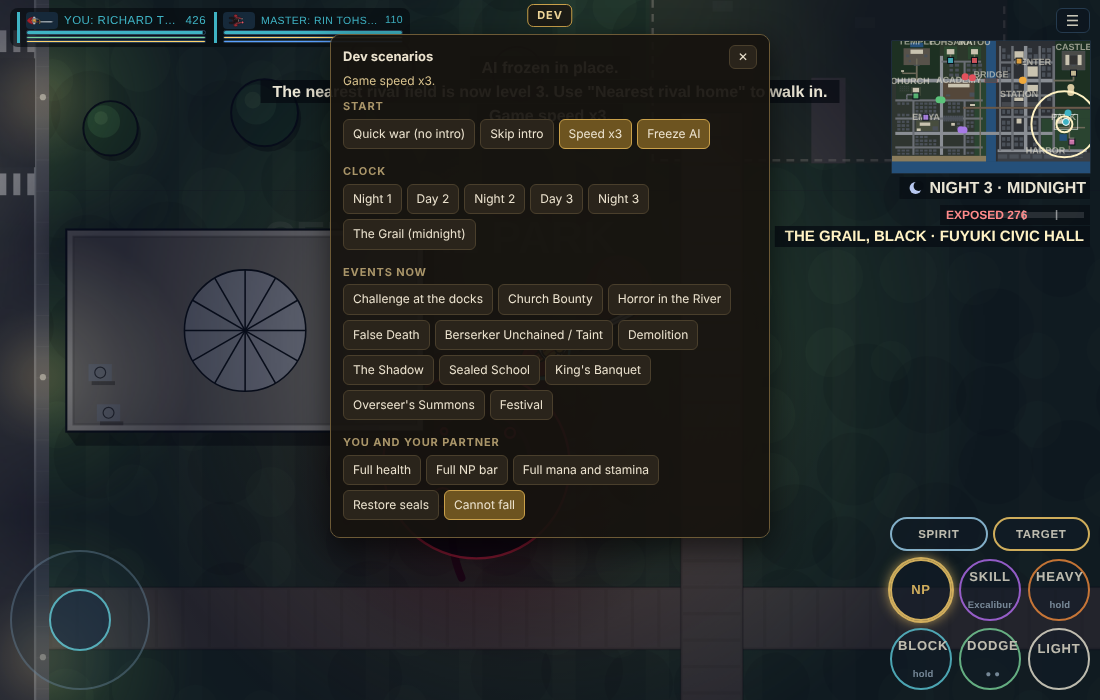 YOU: RICHARD T... 426
MASTER: RIN TOHS... 110
DEV
☰
Dev scenarios
✕
AI frozen in place.
Game speed x3.
The nearest rival field is now level 3. Use "Nearest rival home" to walk in.
Game speed x3.
START
Quick war (no intro)
Skip intro
Speed x3
Freeze AI
CLOCK
Night 1
Day 2
Night 2
Day 3
Night 3
The Grail (midnight)
EVENTS NOW
Challenge at the docks
Church Bounty
Horror in the River
False Death
Berserker Unchained / Taint
Demolition
The Shadow
Sealed School
King's Banquet
Overseer's Summons
Festival
YOU AND YOUR PARTNER
Full health
Full NP bar
Full mana and stamina
Restore seals
Cannot fall
CASTLE
CHURCH
ACADEMY
BRIDGE
STATION
HARBOR
NIGHT 3 · MIDNIGHT
EXPOSED 276
THE GRAIL, BLACK · FUYUKI CIVIC HALL
SPIRIT
TARGET
NP
SKILL
Excalibur
HEAVY
hold
BLOCK
hold
DODGE
LIGHT